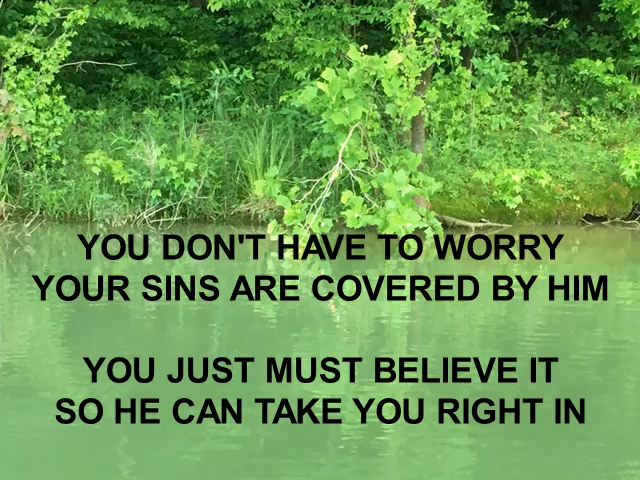 YOU DON'T HAVE TO WORRY
YOUR SINS ARE COVERED BY HIM
YOU JUST MUST BELIEVE IT
SO HE CAN TAKE YOU RIGHT IN